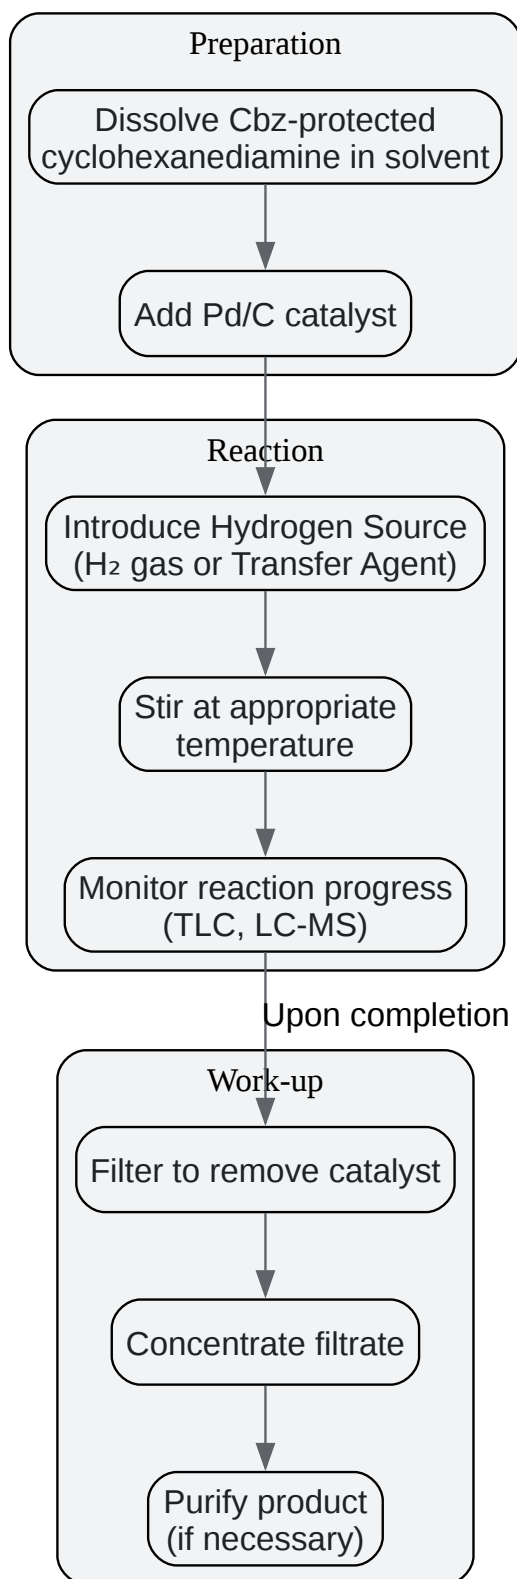 Preparation
Dissolve Cbz-protected
cyclohexanediamine in solvent
Add Pd/C catalyst
Reaction
Introduce Hydrogen Source
(H₂ gas or Transfer Agent)
Stir at appropriate
temperature
Monitor reaction progress
(TLC, LC-MS)
Upon completion
Work-up
Filter to remove catalyst
Concentrate filtrate
Purify product
(if necessary)